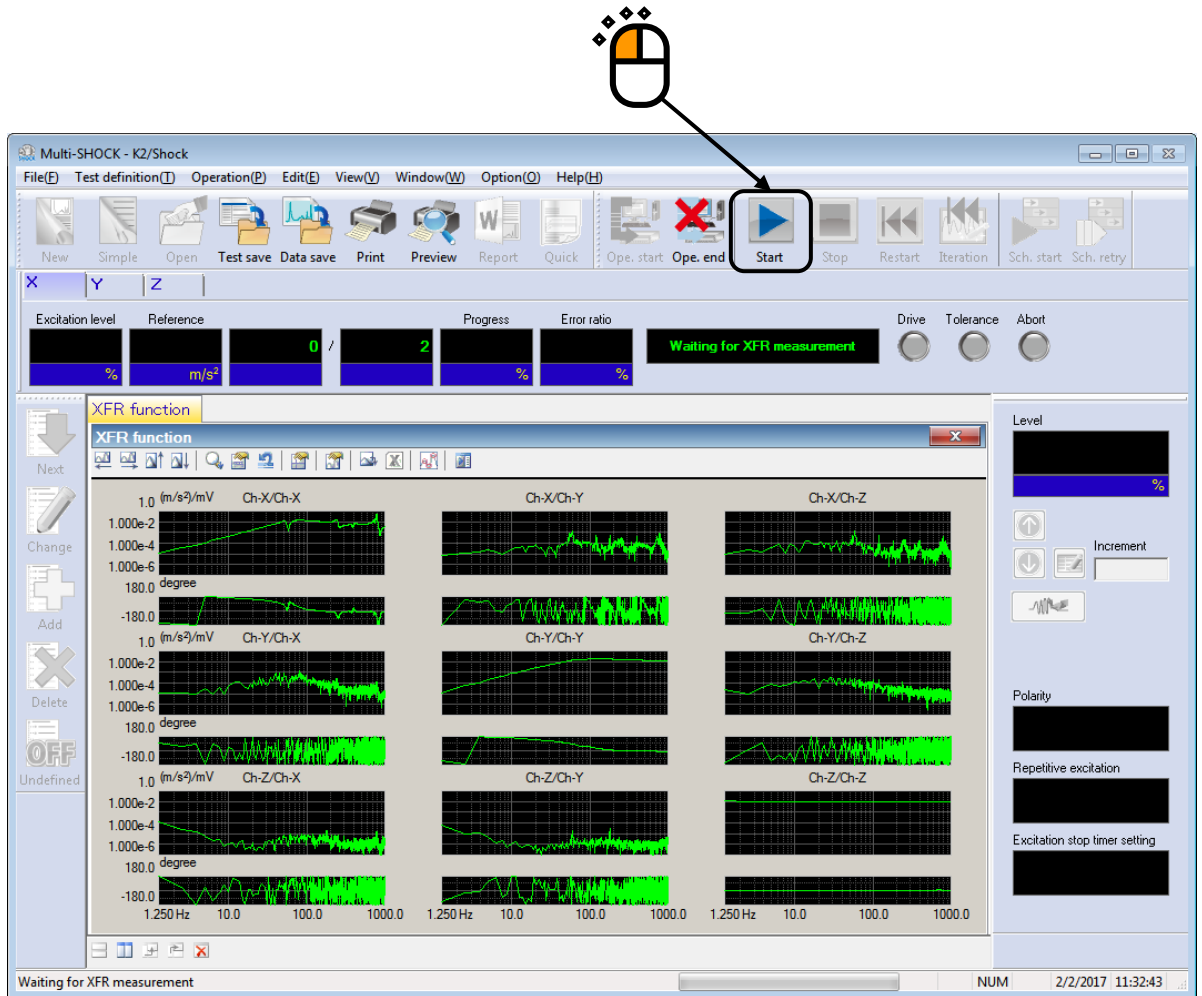 Multi-SHOCK - K2/Shock
File(F) Test definition(T) Operation(P) Edit(E) View(V) Window(W) Option(O) Help(H)
New Simple Open Test save Data save Print Preview Report Quick Ope. start Ope. end Start Stop Restart Iteration Sch. start Sch. retry
X Y Z
Excitation level Reference Progress Error ratio Drive Tolerance Abort
0 / 2 Waiting for XFR measurement
% m/s² % %
XFR function
XFR function
Level
%
Next
Change
Add
Delete
OFF
Undefined
Increment
Polarity
Repetitive excitation
Excitation stop timer setting
1.0 (m/s²)/mV Ch-X/Ch-X Ch-X/Ch-Y Ch-X/Ch-Z
1.000e-2
1.000e-4
1.000e-6
180.0 degree
-180.0
1.0 (m/s²)/mV Ch-Y/Ch-X Ch-Y/Ch-Y Ch-Y/Ch-Z
1.000e-2
1.000e-4
1.000e-6
180.0 degree
-180.0
1.0 (m/s²)/mV Ch-Z/Ch-X Ch-Z/Ch-Y Ch-Z/Ch-Z
1.000e-2
1.000e-4
1.000e-6
180.0 degree
-180.0
1.250 Hz 10.0 100.0 1000.0 1.250 Hz 10.0 100.0 1000.0 1.250 Hz 10.0 100.0 1000.0
Waiting for XFR measurement NUM 2/2/2017 11:32:43